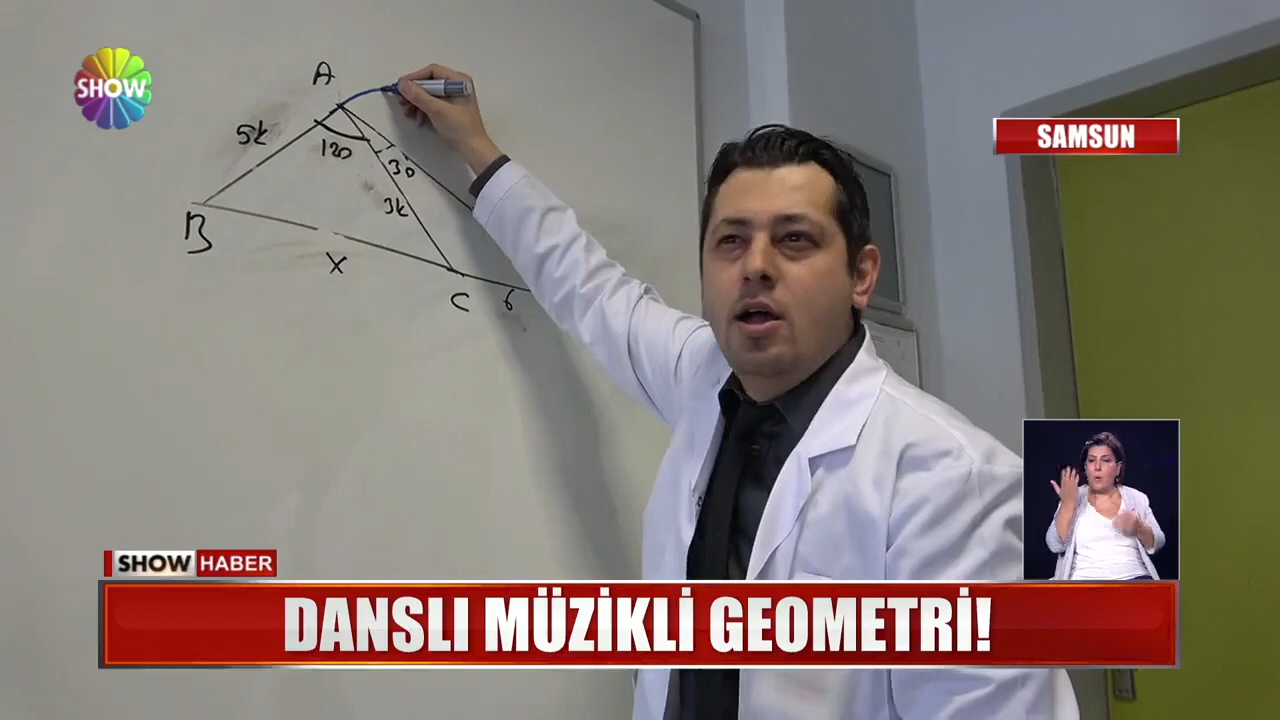 SHOW
A
5k
120
30
3k
B
x
C
6
SAMSUN
SHOW HABER
DANSLI MÜZİKLİ GEOMETRİ!